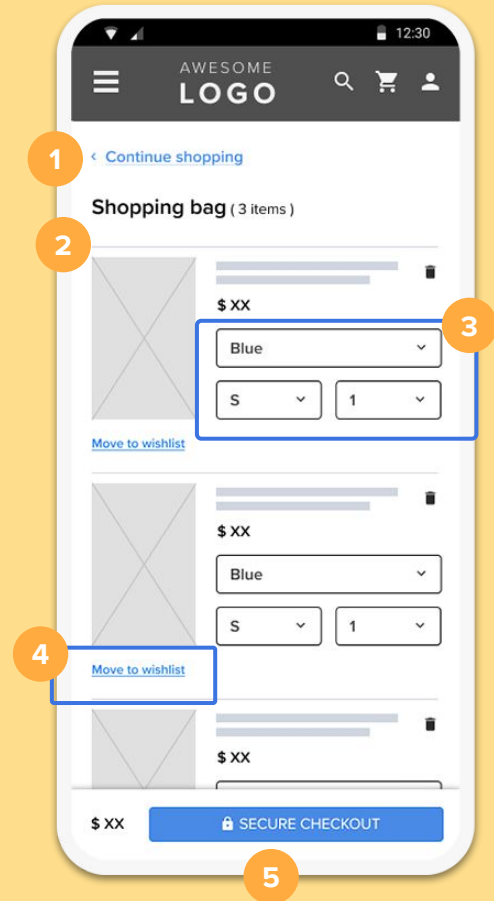 12:30
AWESOME
LOGO
1
‹ Continue shopping
Shopping bag ( 3 items )
2
$ XX
3
Blue
S 1
Move to wishlist
$ XX
Blue
S 1
4
Move to wishlist
$ XX
$ XX SECURE CHECKOUT
5